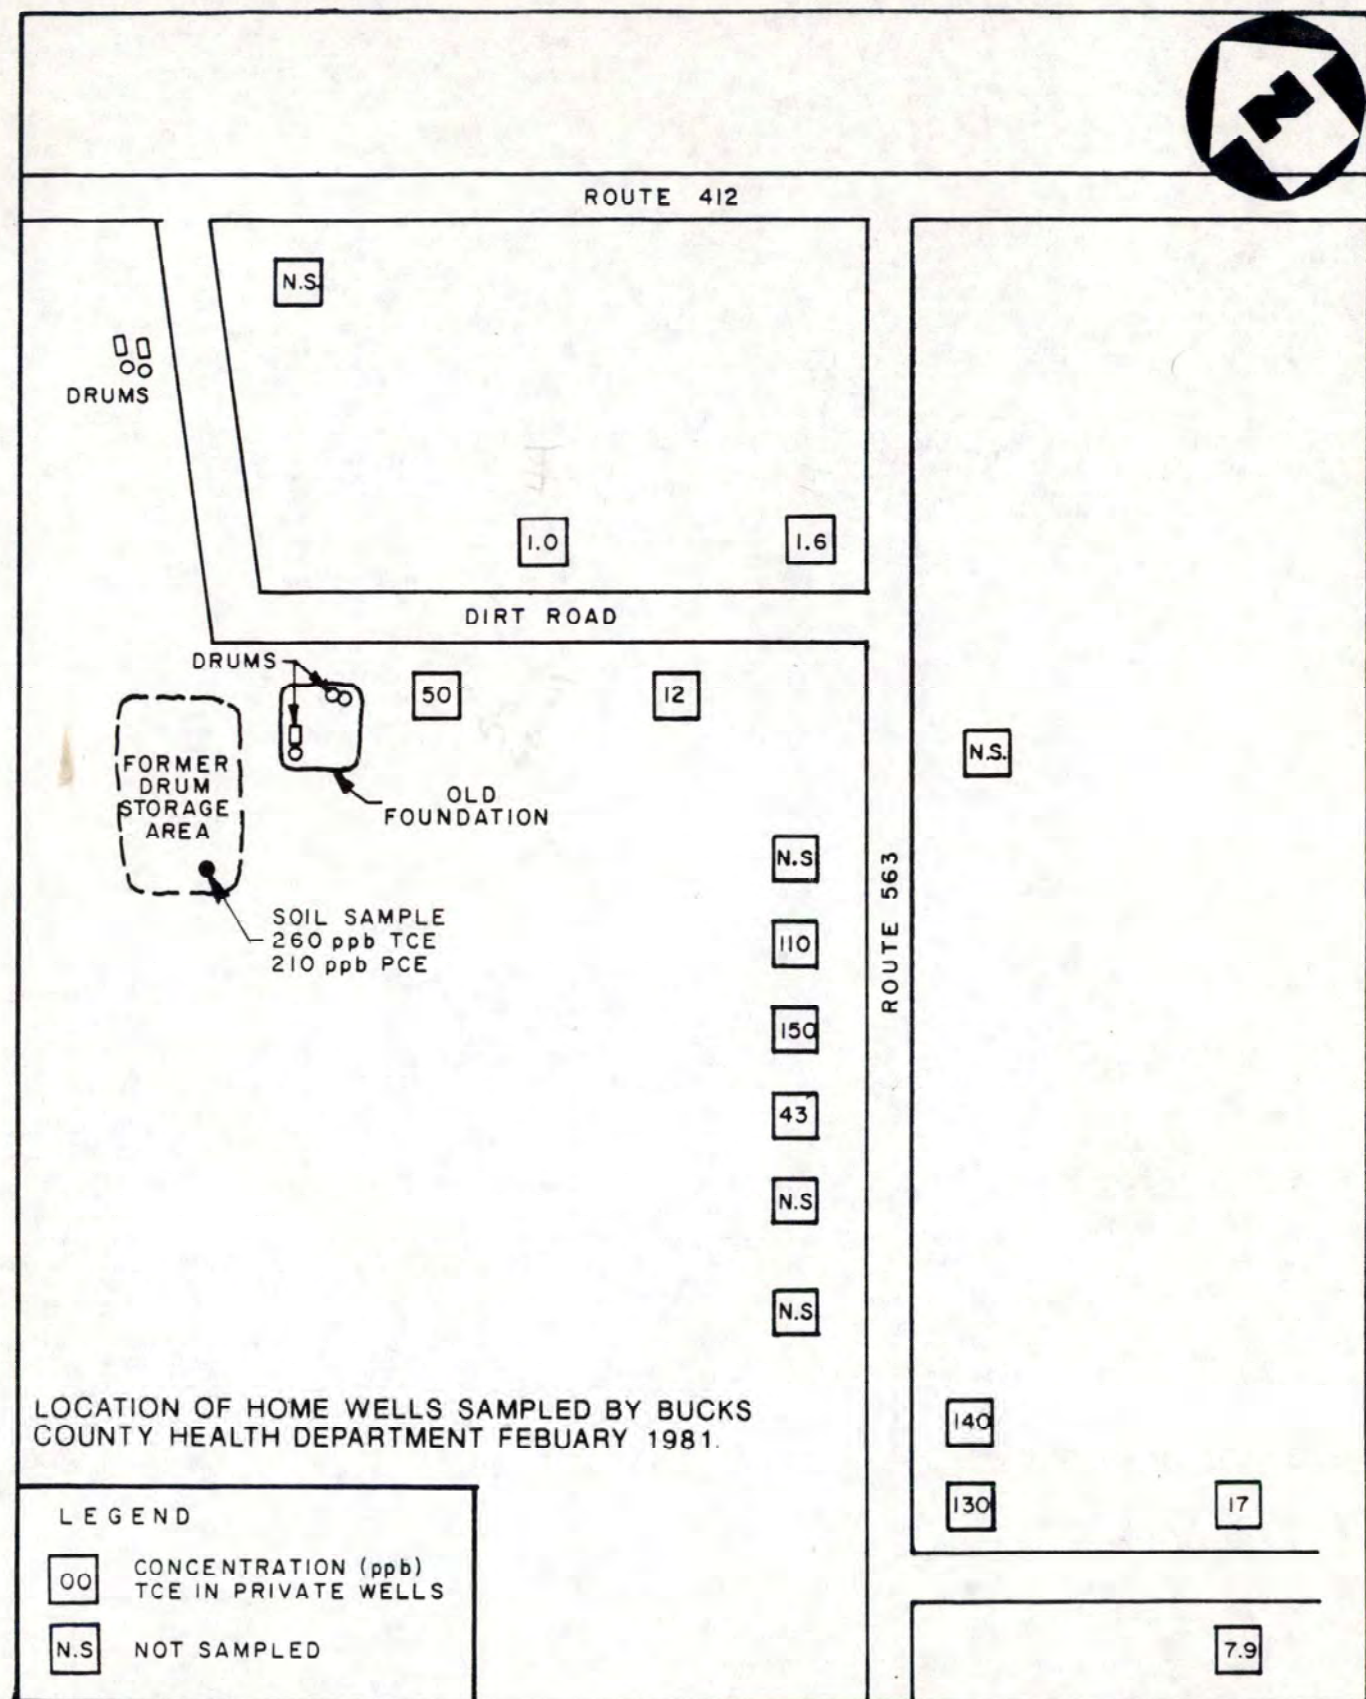 N
ROUTE 412
N.S.
DRUMS
1.0
1.6
DIRT ROAD
DRUMS
50
12
N.S.
FORMER
DRUM
STORAGE
AREA
OLD
FOUNDATION
N.S
ROUTE 563
SOIL SAMPLE
260 ppb TCE
210 ppb PCE
110
150
43
N.S
N.S
LOCATION OF HOME WELLS SAMPLED BY BUCKS
COUNTY HEALTH DEPARTMENT FEBUARY 1981.
140
130
17
LEGEND
00
CONCENTRATION (ppb)
TCE IN PRIVATE WELLS
N.S
NOT SAMPLED
7.9